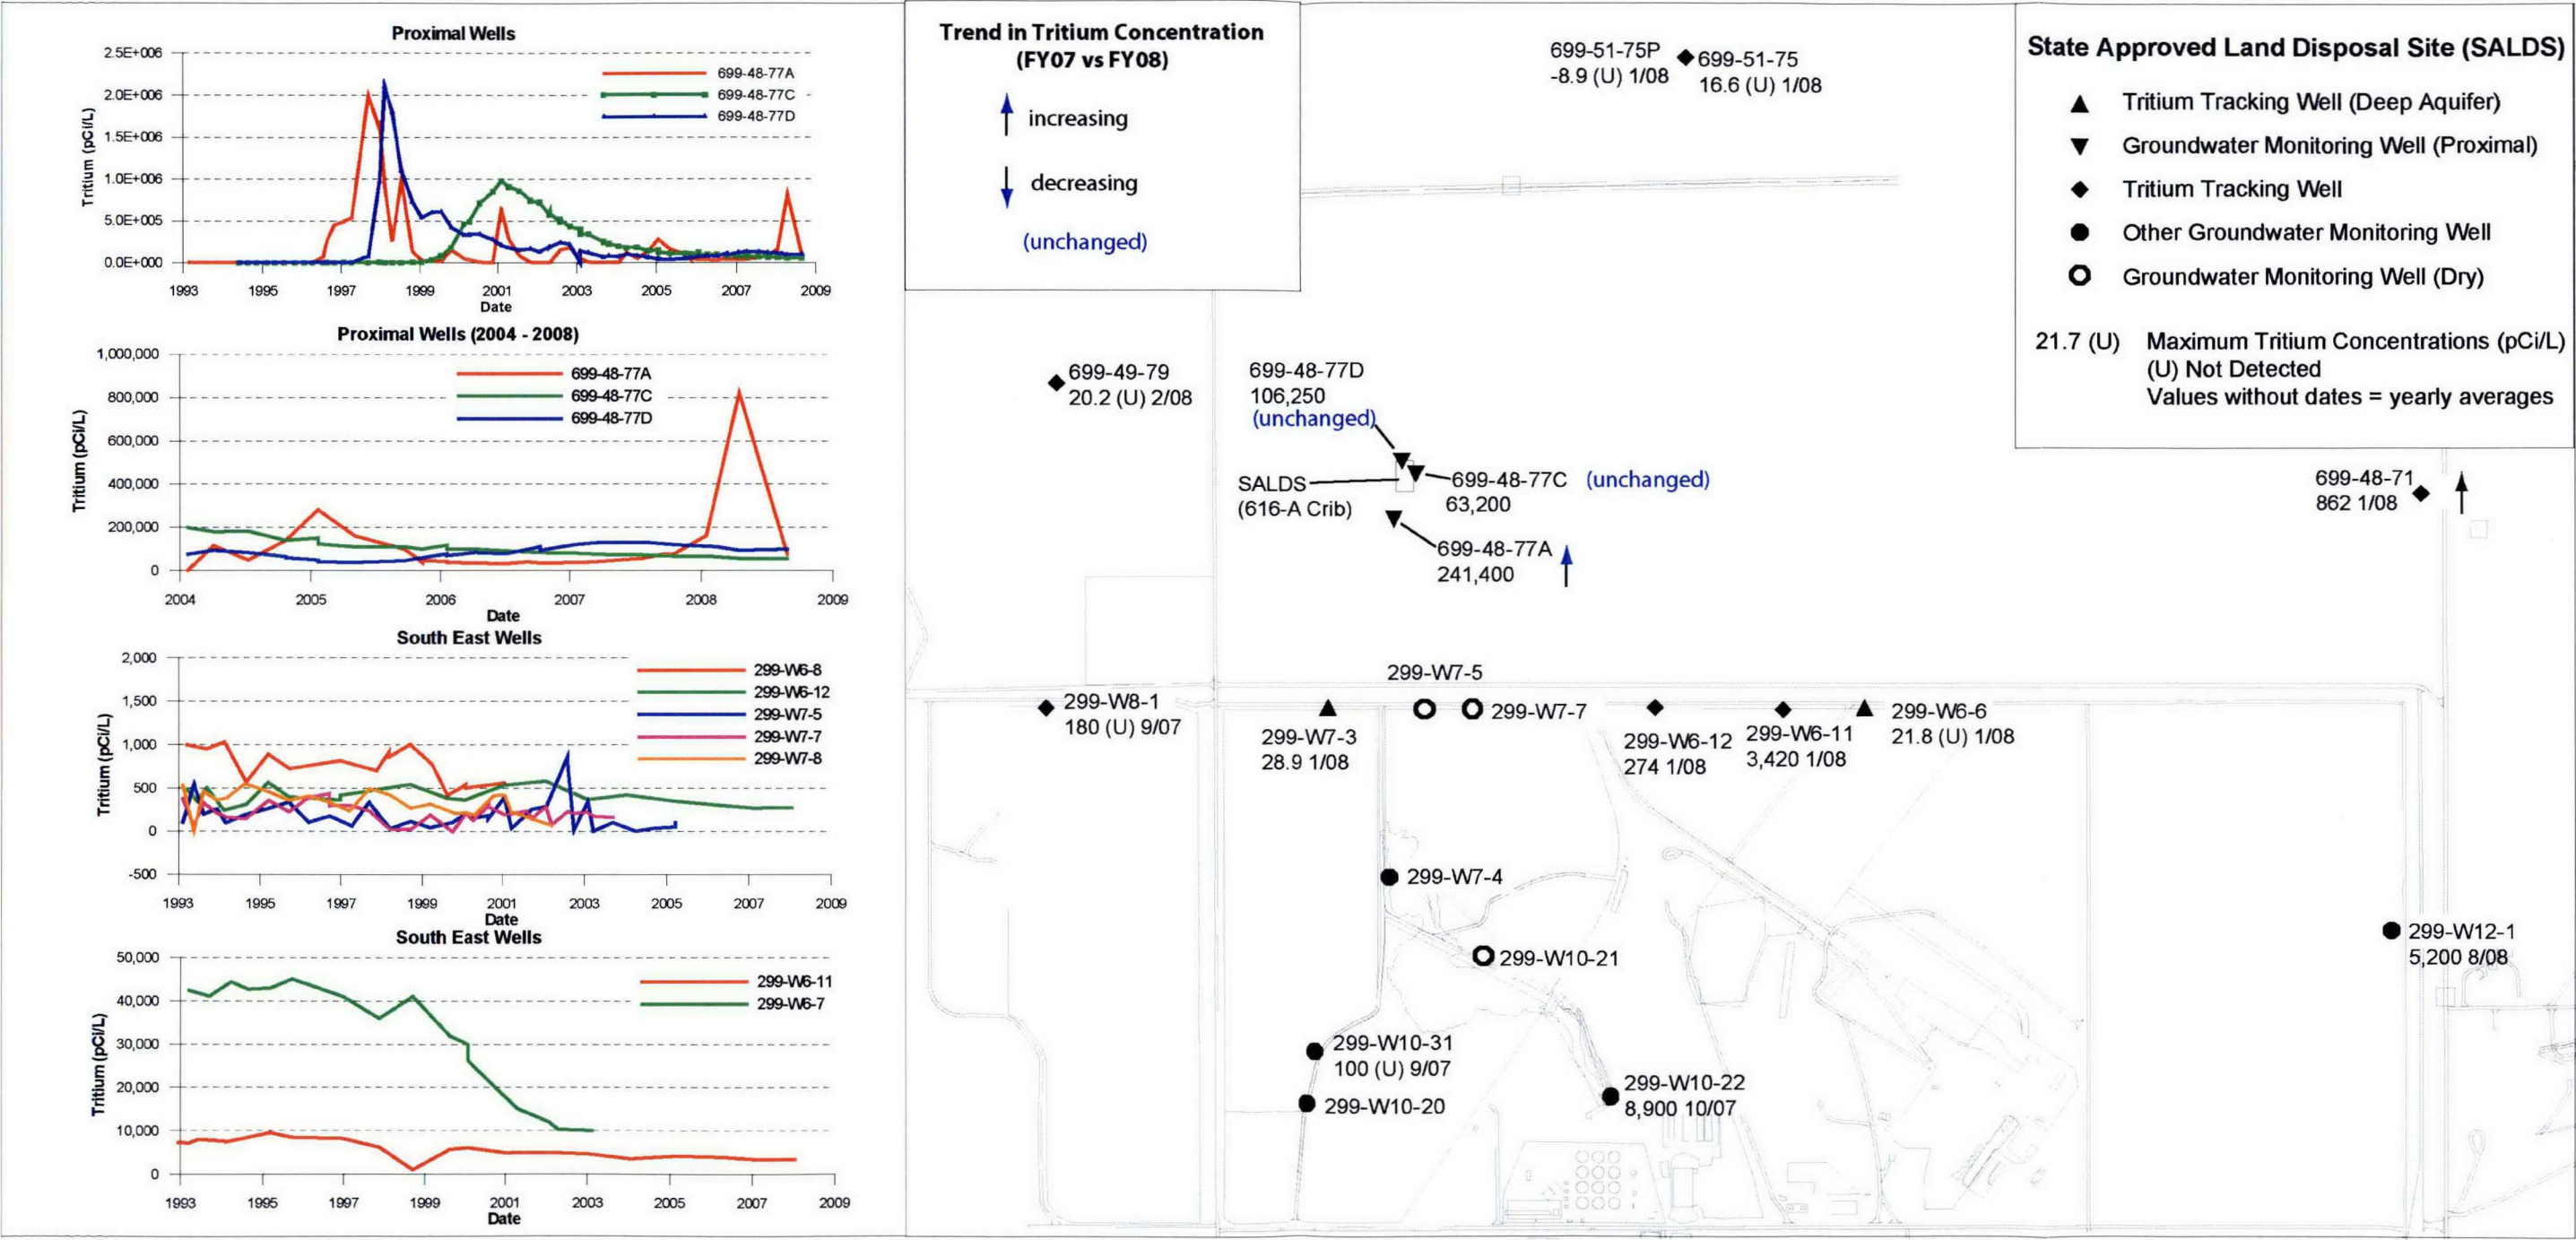 Proximal Wells
2.5E+006
2.0E+006
1.5E+006
1.0E+006
5.0E+005
0.0E+000
Tritium (pCi/L)
699-48-77A
699-48-77C
699-48-77D
1993 1995 1997 1999 2001 2003 2005 2007 2009
Date
Proximal Wells (2004 - 2008)
1,000,000
800,000
600,000
400,000
200,000
0
Tritium (pCi/L)
699-48-77A
699-48-77C
699-48-77D
2004 2005 2006 2007 2008 2009
Date
South East Wells
2,000
1,500
1,000
500
0
-500
Tritium (pCi/L)
299-W6-8
299-W6-12
299-W7-5
299-W7-7
299-W7-8
1993 1995 1997 1999 2001 2003 2005 2007 2009
Date
South East Wells
50,000
40,000
30,000
20,000
10,000
0
Tritium (pCi/L)
299-W6-11
299-W6-7
1993 1995 1997 1999 2001 2003 2005 2007 2009
Date
Trend in Tritium Concentration
(FY07 vs FY08)
increasing
decreasing
(unchanged)
699-51-75P
-8.9 (U) 1/08
699-51-75
16.6 (U) 1/08
State Approved Land Disposal Site (SALDS)
Tritium Tracking Well (Deep Aquifer)
Groundwater Monitoring Well (Proximal)
Tritium Tracking Well
Other Groundwater Monitoring Well
Groundwater Monitoring Well (Dry)
21.7 (U) Maximum Tritium Concentrations (pCi/L)
(U) Not Detected
Values without dates = yearly averages
699-49-79
20.2 (U) 2/08
699-48-77D
106,250
(unchanged)
SALDS
(616-A Crib)
699-48-77C (unchanged)
63,200
699-48-77A
241,400
699-48-71
862 1/08
299-W8-1
180 (U) 9/07
299-W7-3
28.9 1/08
299-W7-5
299-W7-7
299-W6-12
274 1/08
299-W6-11
3,420 1/08
299-W6-6
21.8 (U) 1/08
299-W7-4
299-W10-21
299-W12-1
5,200 8/08
299-W10-31
100 (U) 9/07
299-W10-20
299-W10-22
8,900 10/07